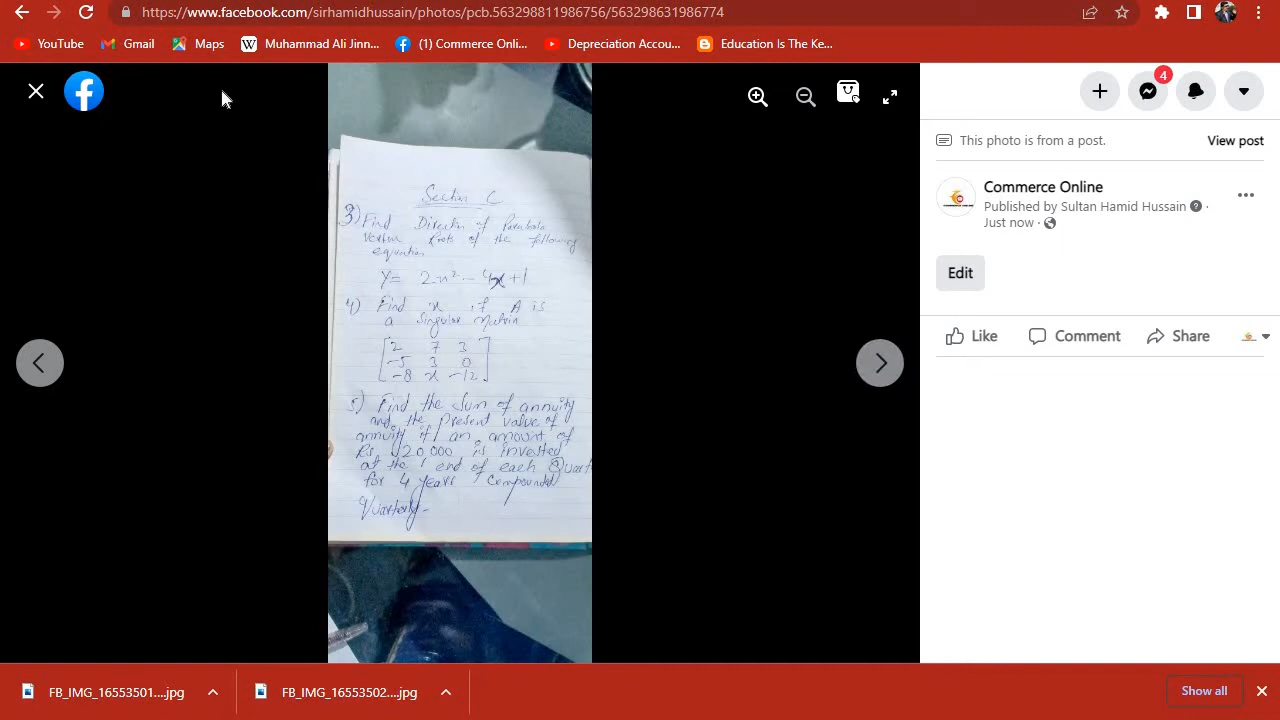 https://www.facebook.com/sirhamidhussain/photos/pcb.563298811986756/563298631986774
YouTube
Gmail
Maps
Muhammad Ali Jinn...
(1) Commerce Onli...
Depreciation Accou...
Education Is The Ke...
4
This photo is from a post.
View post
Commerce Online
Published by Sultan Hamid Hussain
Just now
Edit
Like
Comment
Share
Section C
3) Find Direction of Parabola
vertex Roots of the following
equation
Y= 2x² - 4x + 1
4) Find x if A is
a Singular Matrix
2 7 3
-5 3 0
-8 x -12
5) Find the Sum of annuity
and the present value of
annuity if an amount of
Rs 20,000 is invested
at the end of each Quart
for 4 years Compounded
Quarterly-
FB_IMG_16553501....jpg
FB_IMG_16553502....jpg
Show all